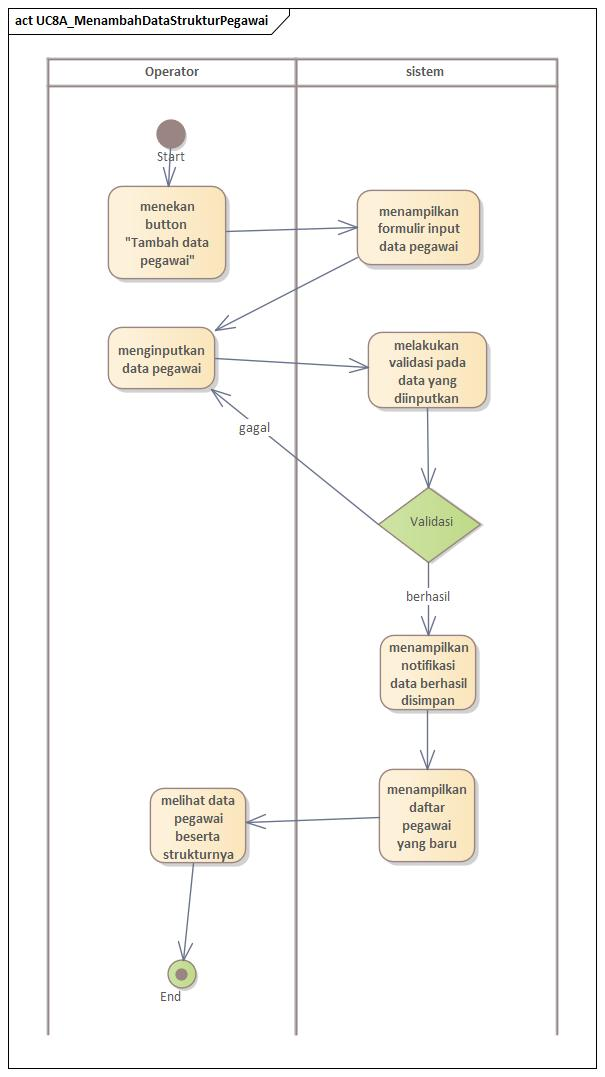 act UC8A_MenambahDataStrukturPegawai
Operator
sistem
Start
menekan
button
"Tambah data
pegawai"
menampilkan
formulir input
data pegawai
menginputkan
data pegawai
melakukan
validasi pada
data yang
diinputkan
gagal
Validasi
berhasil
menampilkan
notifikasi
data berhasil
disimpan
menampilkan
daftar
pegawai
yang baru
melihat data
pegawai
beserta
strukturnya
End